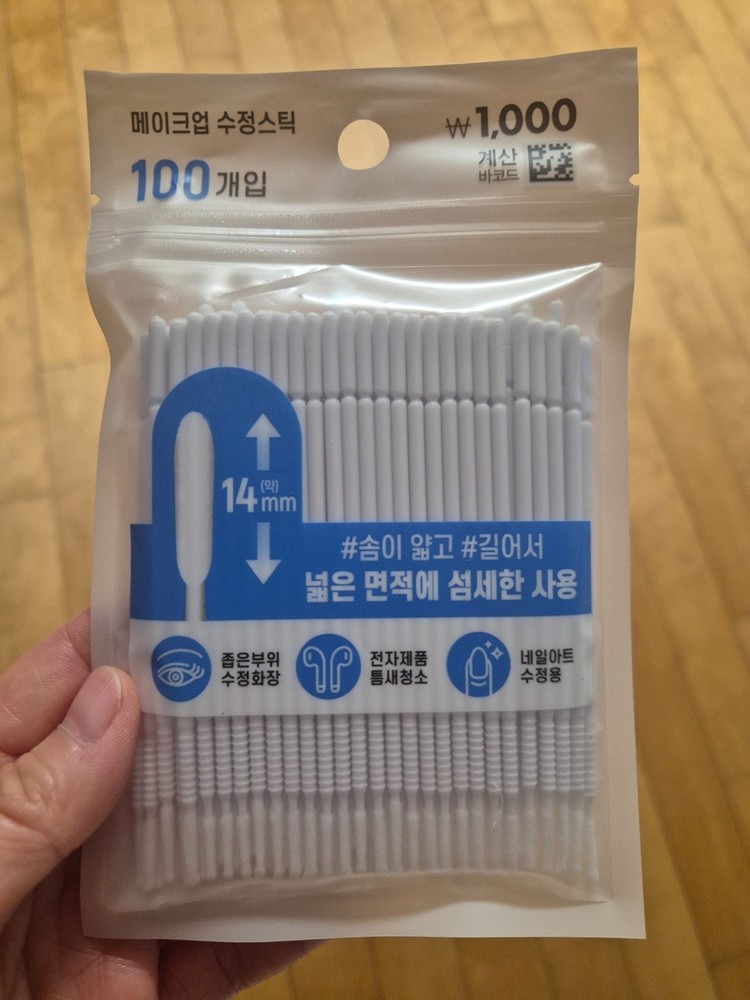 메이크업 수정스틱
100개입
₩1,000
계산
바코드
14(약)mm
#솜이 얇고 #길어서
넓은 면적에 섬세한 사용
좁은부위
수정화장
전자제품
틈새청소
네일아트
수정용